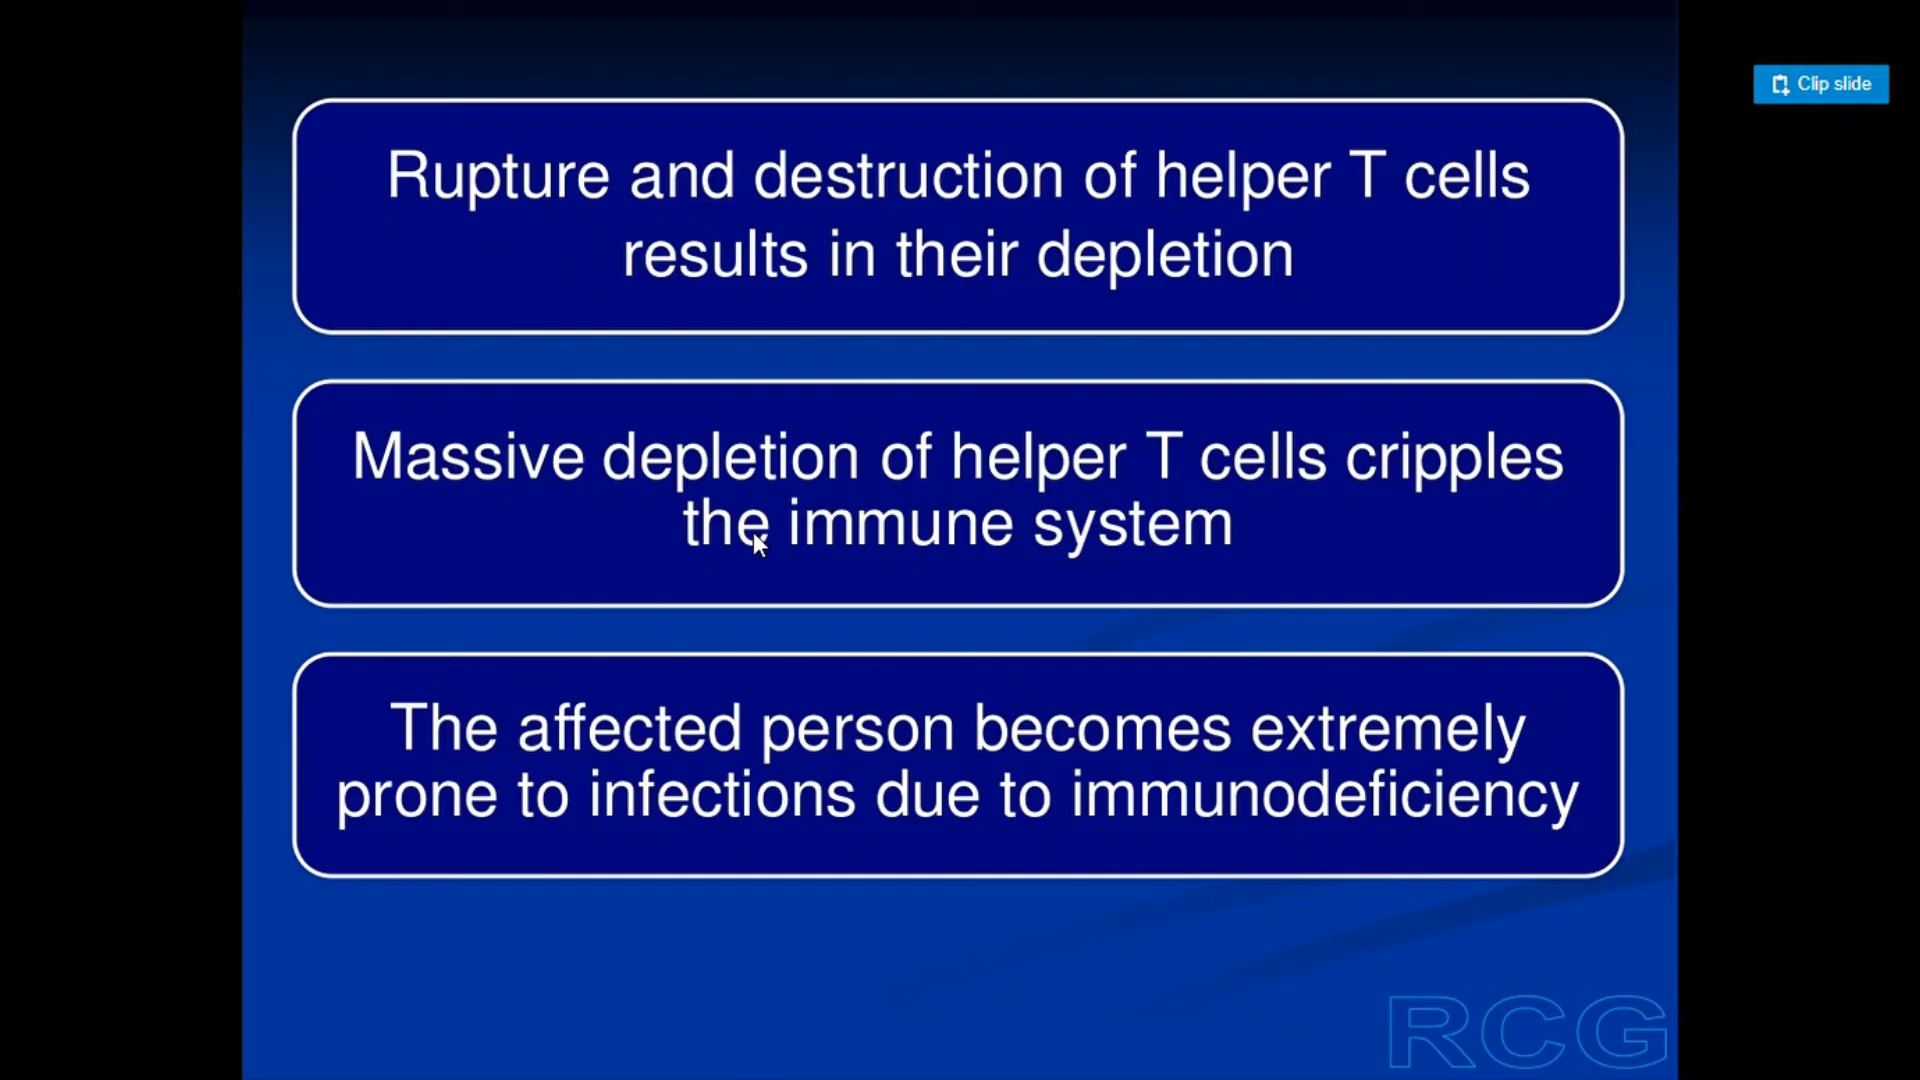 Clip slide
Rupture and destruction of helper T cells
results in their depletion
Massive depletion of helper T cells cripples
the immune system
The affected person becomes extremely
prone to infections due to immunodeficiency
RCG